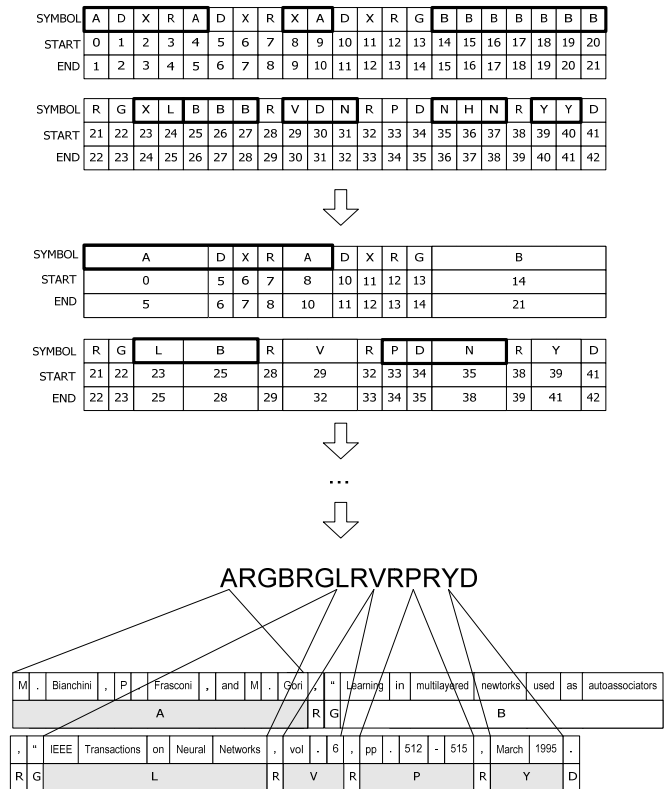 SYMBOL A D X R A D X R X A D X R G B B B B B B B
START 0 1 2 3 4 5 6 7 8 9 10 11 12 13 14 15 16 17 18 19 20
END 1 2 3 4 5 6 7 8 9 10 11 12 13 14 15 16 17 18 19 20 21
SYMBOL R G X L B B B R V D N R P D N H N R Y Y D
START 21 22 23 24 25 26 27 28 29 30 31 32 33 34 35 36 37 38 39 40 41
END 22 23 24 25 26 27 28 29 30 31 32 33 34 35 36 37 38 39 40 41 42
SYMBOL A D X R A D X R G B
START 0 5 6 7 8 10 11 12 13 14
END 5 6 7 8 10 11 12 13 14 21
SYMBOL R G L B R V R P D N R Y D
START 21 22 23 25 28 29 32 33 34 35 38 39 41
END 22 23 25 28 29 32 33 34 35 38 39 41 42
...
ARGBRGLRVRPRYD
M . Bianchini , P . Frasconi , and M . Gori , “ Learning in multilayered newtorks used as autoassociators
A R G B
, “ IEEE Transactions on Neural Networks , vol . 6 , pp . 512 - 515 , March 1995 .
R G L R V R P R Y D